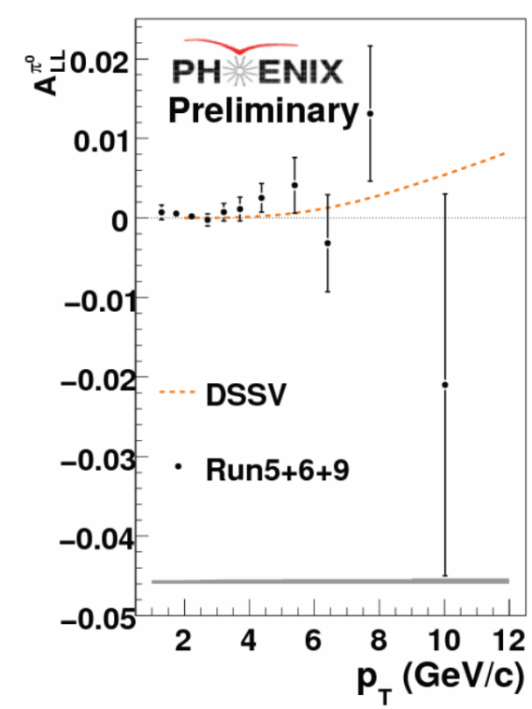 A_LL^π⁰
PHENIX
Preliminary
0.02
0.01
0
−0.01
−0.02
−0.03
−0.04
−0.05
DSSV
Run5+6+9
2 4 6 8 10 12
p_T (GeV/c)